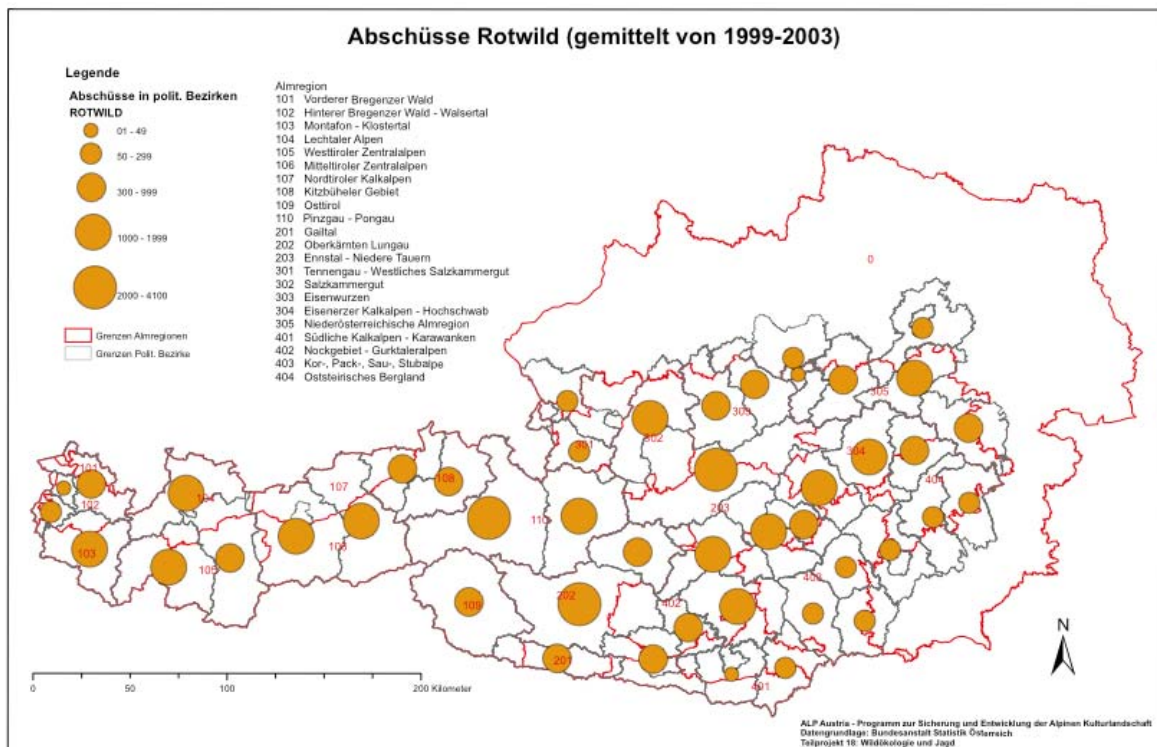 Abschüsse Rotwild (gemittelt von 1999-2003)
Legende
Abschüsse in polit. Bezirken
ROTWILD
01 - 49
50 - 299
300 - 999
1000 - 1999
2000 - 4100
Grenzen Almregionen
Grenzen Polit. Bezirke
Almregion
101 Vorderer Bregenzer Wald
102 Hinterer Bregenzer Wald - Walsertal
103 Montafon - Klostertal
104 Lechtaler Alpen
105 Westtiroler Zentralalpen
106 Mitteltiroler Zentralalpen
107 Nordtiroler Kalkalpen
108 Kitzbüheler Gebiet
109 Osttirol
110 Pinzgau - Pongau
201 Gailtal
202 Oberkärnten Lungau
203 Ennstal - Niedere Tauern
301 Tennengau - Westliches Salzkammergut
302 Salzkammergut
303 Eisenwurzen
304 Eisenerzer Kalkalpen - Hochschwab
305 Niederösterreichische Almregion
401 Südliche Kalkalpen - Karawanken
402 Nockgebiet - Gurktaleralpen
403 Kor-, Pack-, Sau-, Stubalpe
404 Oststeirisches Bergland
0
305
303
302
301
304
404
101
102
107
108
110
203
103
105
109
202
402
201
401
N
0 50 100 200 Kilometer
ALP Austria - Programm zur Sicherung und Entwicklung der Alpinen Kulturlandschaft
Datengrundlage: Bundesanstalt Statistik Österreich
Teilprojekt 18: Wildökologie und Jagd